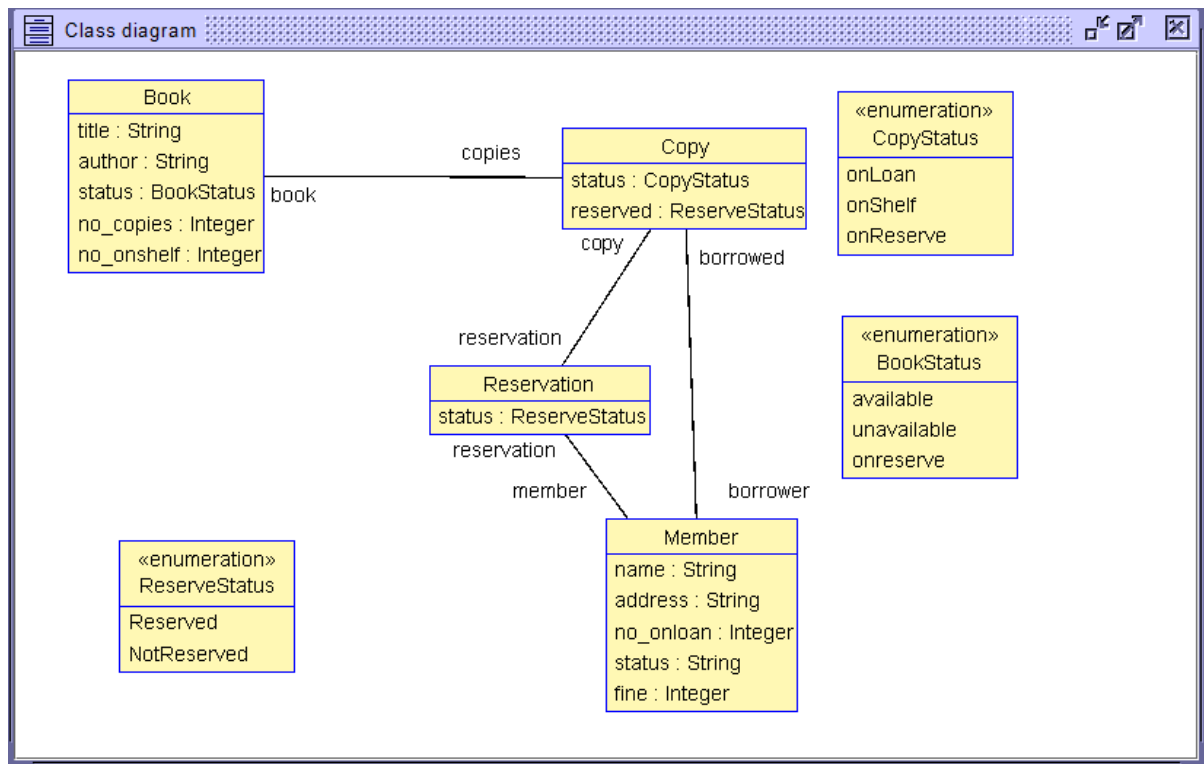 Class diagram
Book
title : String
author : String
status : BookStatus
no_copies : Integer
no_onshelf : Integer
book
copies
Copy
status : CopyStatus
reserved : ReserveStatus
copy
borrowed
«enumeration»
CopyStatus
onLoan
onShelf
onReserve
reservation
Reservation
status : ReserveStatus
reservation
member
borrower
«enumeration»
BookStatus
available
unavailable
onreserve
«enumeration»
ReserveStatus
Reserved
NotReserved
Member
name : String
address : String
no_onloan : Integer
status : String
fine : Integer